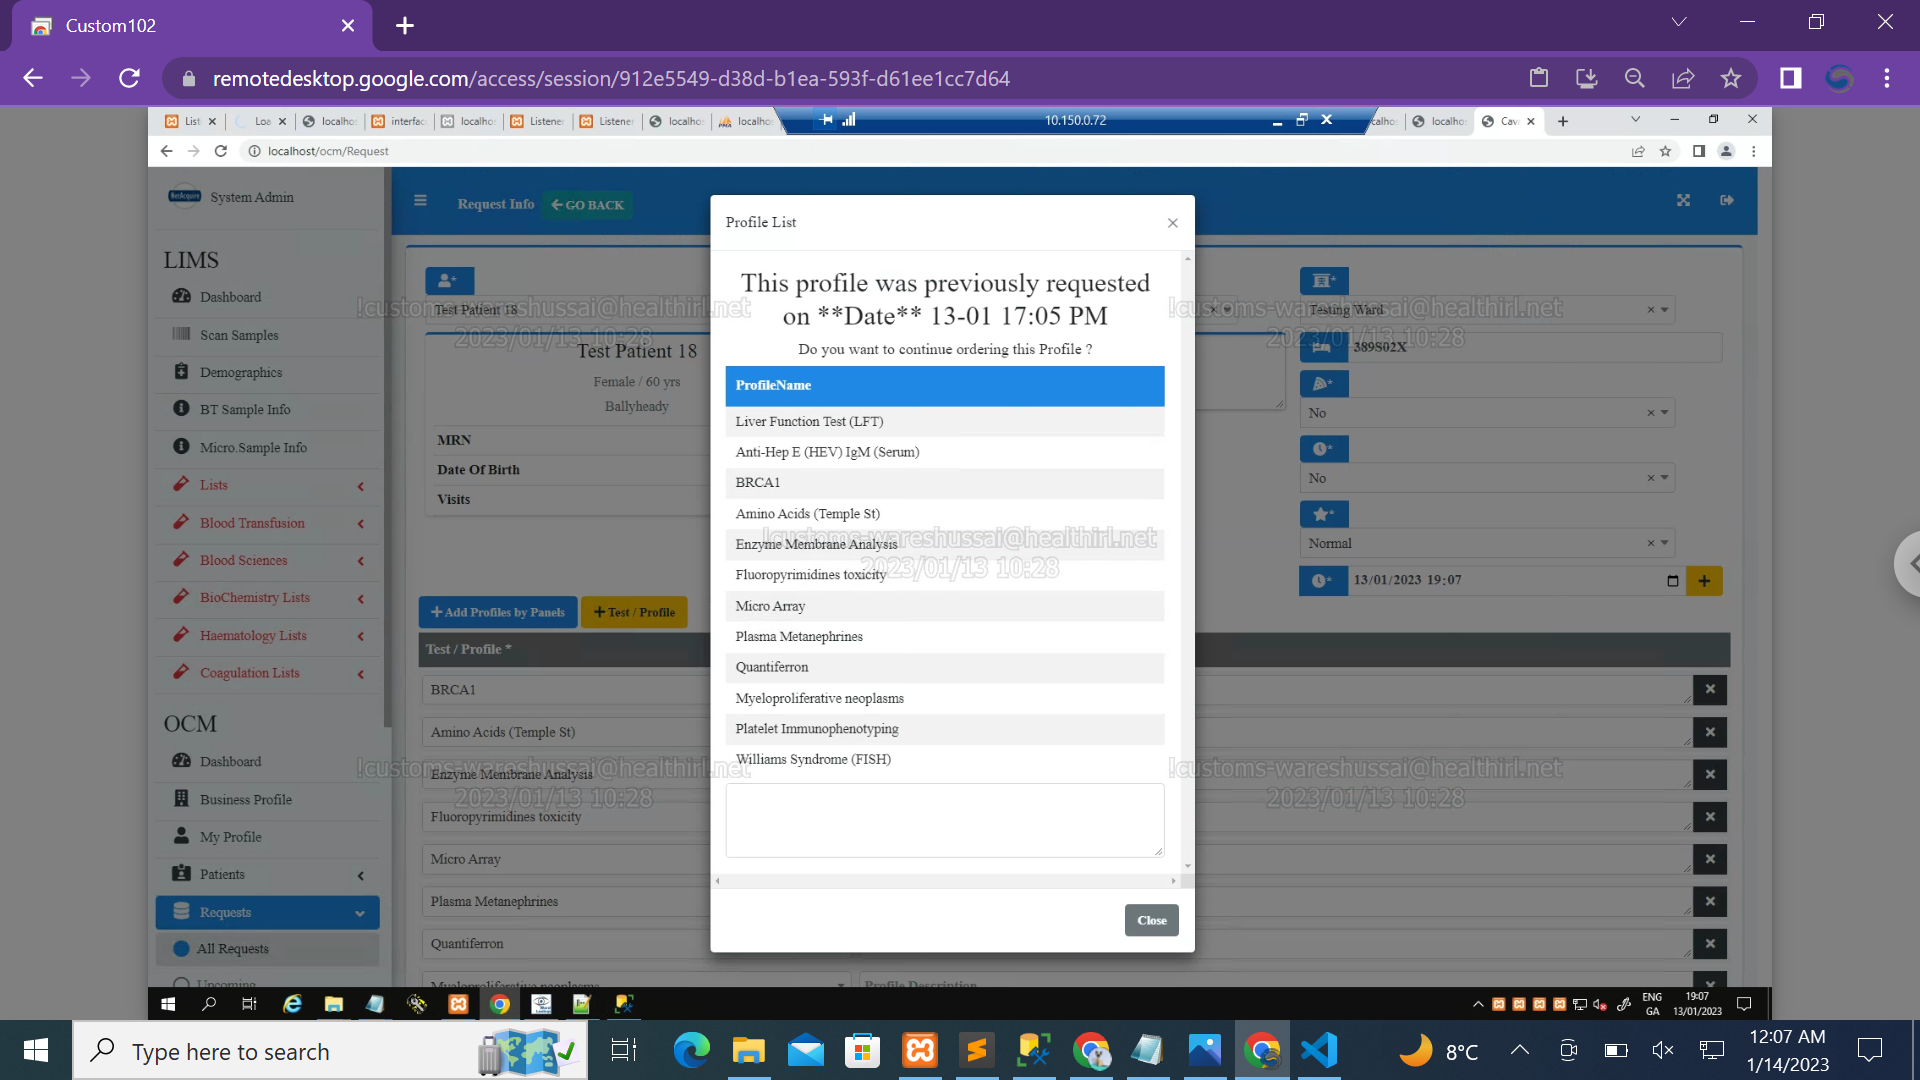 Custom102
remotedesktop.google.com/access/session/912e5549-d38d-b1ea-593f-d61ee1cc7d64
List
Loa
localhos
interfac
localhos
Listener
Listener
localhos
localhos
10.150.0.72
localhos
Cav
localhost/ocm/Request
System Admin
Request Info
GO BACK
LIMS
Dashboard
Scan Samples
Demographics
BT Sample Info
Micro.Sample Info
Lists
Blood Transfusion
Blood Sciences
BioChemistry Lists
Haematology Lists
Coagulation Lists
OCM
Dashboard
Business Profile
My Profile
Patients
Requests
All Requests
Upcoming
Test Patient 18
Test Patient 18
Female / 60 yrs
Ballyheady
MRN
Date Of Birth
Visits
Add Profiles by Panels
Test / Profile
Test / Profile *
BRCA1
Amino Acids (Temple St)
Enzyme Membrane Analysis
Fluoropyrimidines toxicity
Micro Array
Plasma Metanephrines
Quantiferron
Myeloproliferative neoplasms
Profile Description
Profile List
This profile was previously requested
on **Date** 13-01 17:05 PM
Do you want to continue ordering this Profile ?
ProfileName
Liver Function Test (LFT)
Anti-Hep E (HEV) IgM (Serum)
BRCA1
Amino Acids (Temple St)
Enzyme Membrane Analysis
Fluoropyrimidines toxicity
Micro Array
Plasma Metanephrines
Quantiferron
Myeloproliferative neoplasms
Platelet Immunophenotyping
Williams Syndrome (FISH)
Close
Testing Ward
389S02X
No
No
Normal
13/01/2023 19:07
!customs-wareshussai@healthirl.net
2023/01/13 10:28
!customs-wareshussai@healthirl.net
2023/01/13 10:28
!customs-wareshussai@healthirl.net
2023/01/13 10:28
!customs-wareshussai@healthirl.net
2023/01/13 10:28
!customs-wareshussai@healthirl.net
2023/01/13 10:28
ENG
GA
19:07
13/01/2023
Type here to search
8°C
12:07 AM
1/14/2023